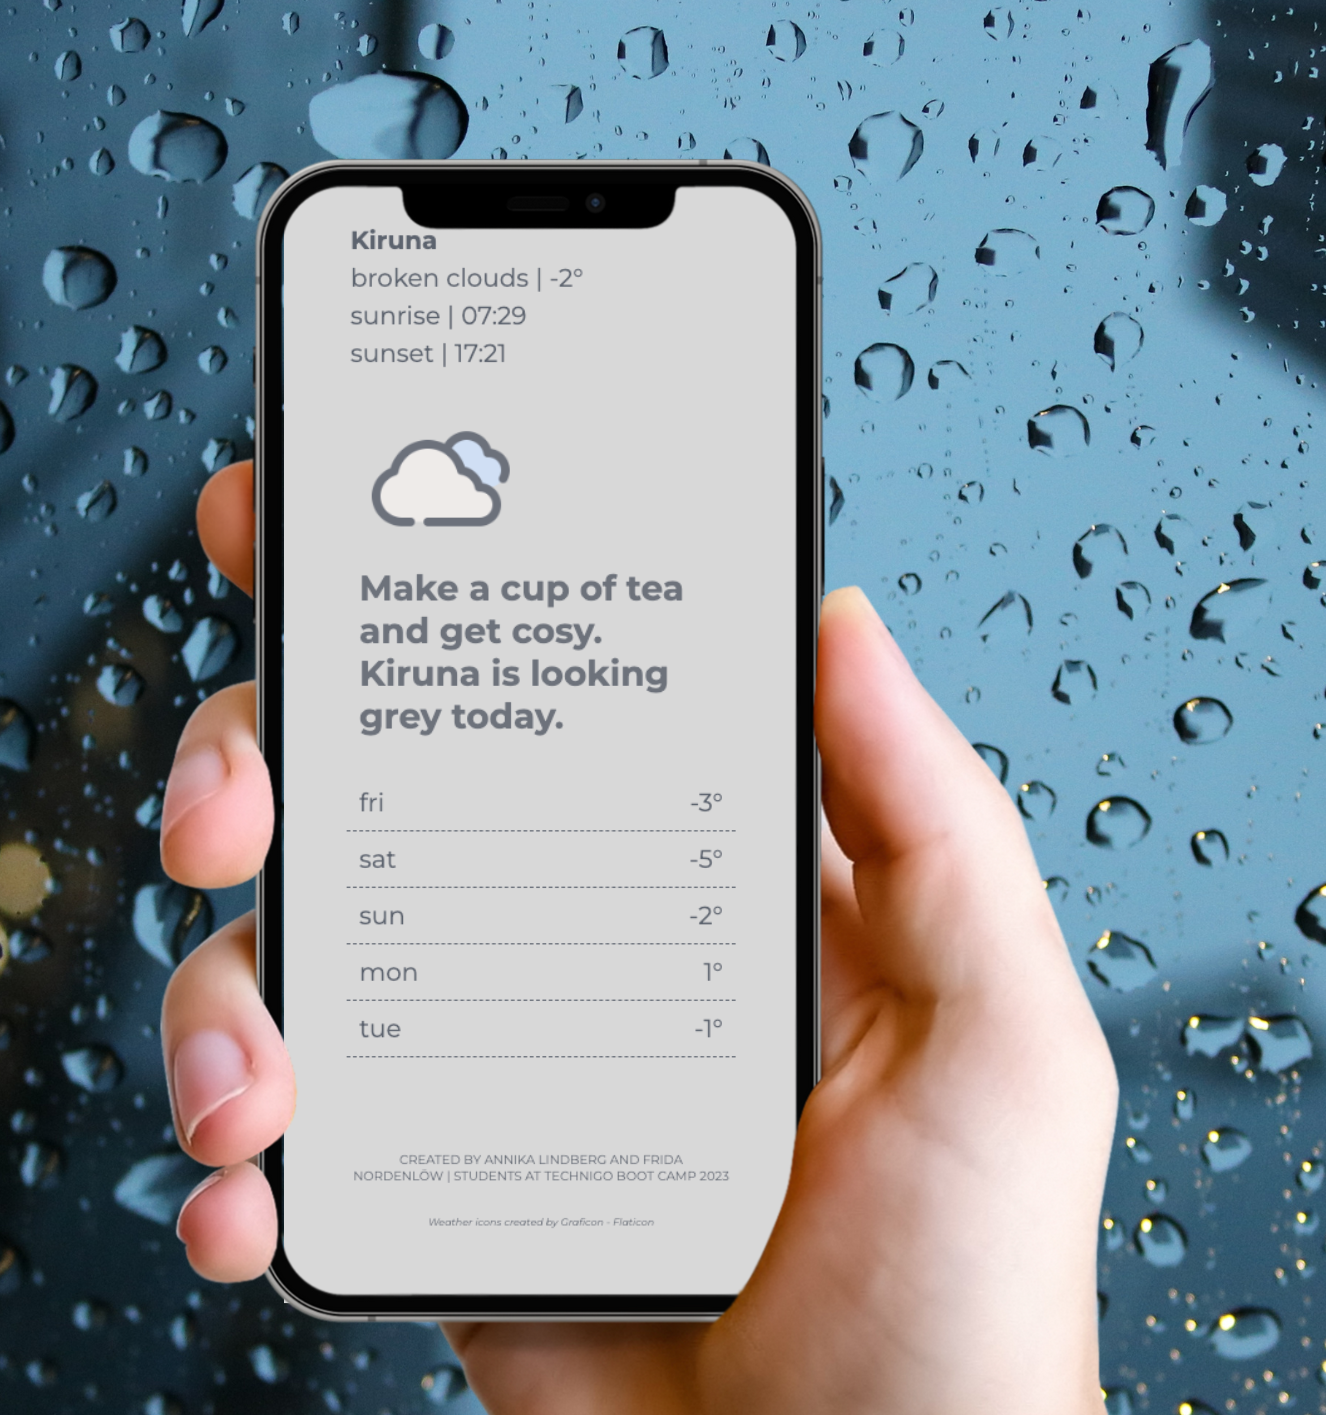 Kiruna
broken clouds | -2°
sunrise | 07:29
sunset | 17:21
Make a cup of tea
and get cosy.
Kiruna is looking
grey today.
fri -3°
sat -5°
sun -2°
mon 1°
tue -1°
CREATED BY ANNIKA LINDBERG AND FRIDA
NORDENLÖW | STUDENTS AT TECHNIGO BOOT CAMP 2023
Weather icons created by Graficon - Flaticon